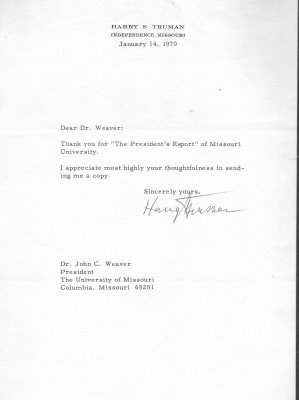 HARRY S TRUMAN
INDEPENDENCE, MISSOURI
January 14, 1970
Dear Dr. Weaver:
Thank you for "The President's Report" of Missouri
University.
I appreciate most highly your thoughtfulness in send-
ing me a copy.
Sincerely yours,
Harry Truman
Dr. John C. Weaver
President
The University of Missouri
Columbia, Missouri 65201